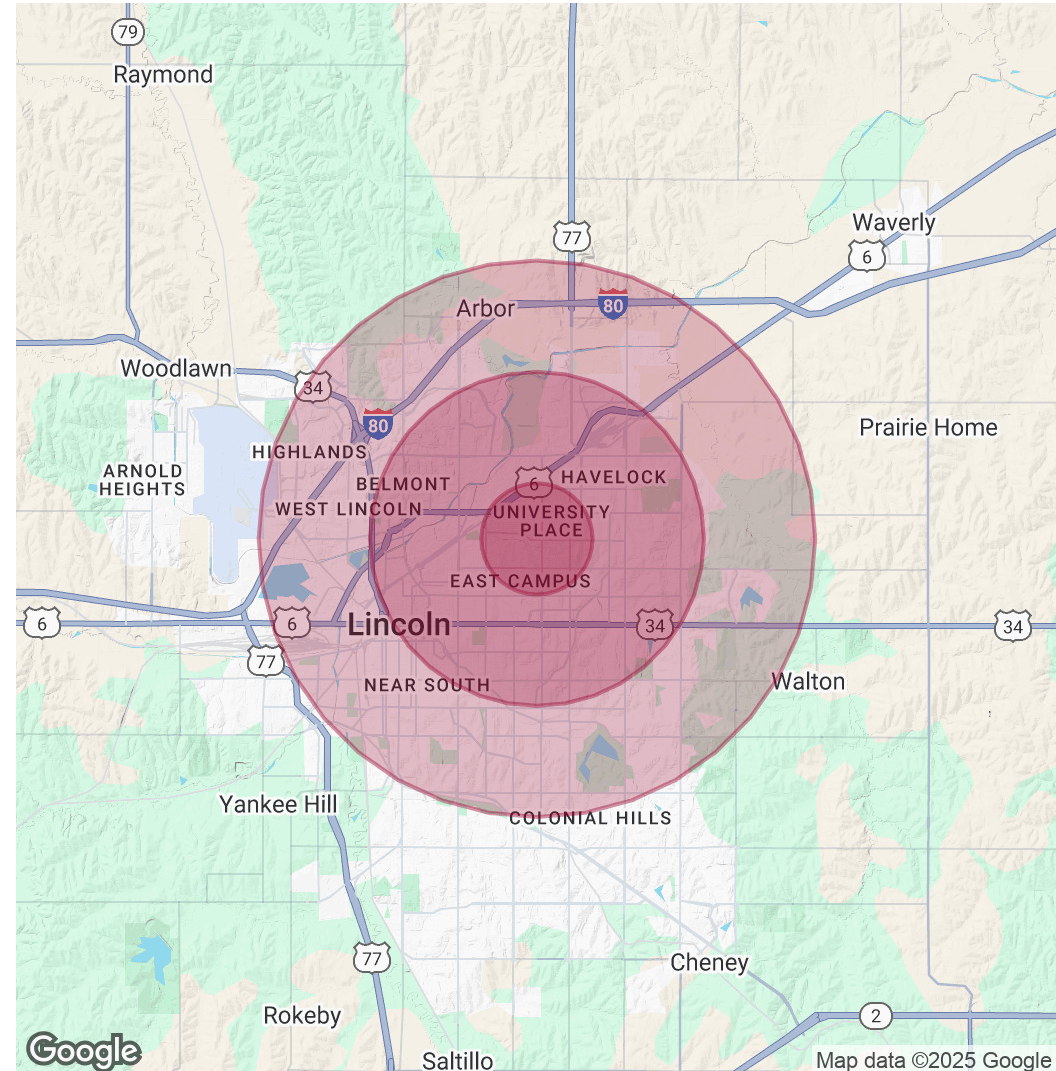 79
Raymond
Waverly
77
6
Arbor
80
Woodlawn
34
80
Prairie Home
HIGHLANDS
ARNOLD
HEIGHTS
BELMONT
6
HAVELOCK
WEST LINCOLN
UNIVERSITY
PLACE
EAST CAMPUS
6
6
Lincoln
34
34
77
NEAR SOUTH
Walton
Yankee Hill
COLONIAL HILLS
77
Cheney
Rokeby
2
Google
Saltillo
Map data ©2025 Google